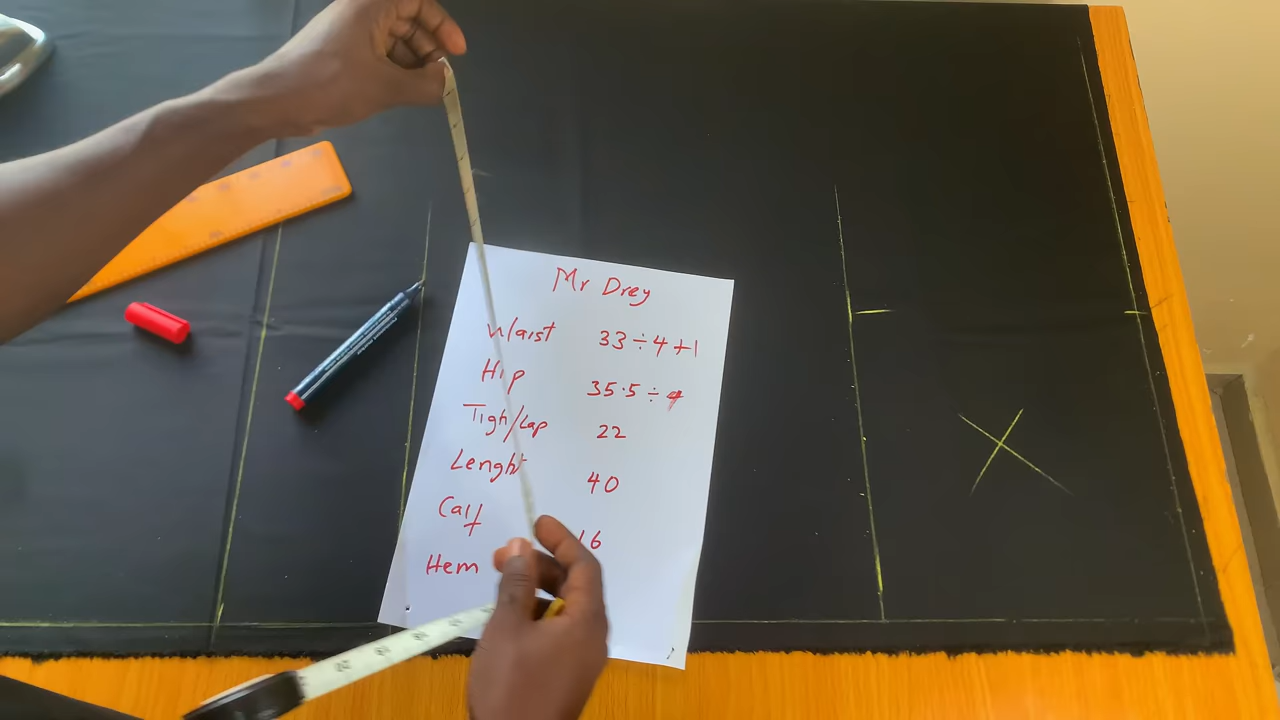 Mr Drey
Waist 33 ÷ 4 +1
Hip 35.5 ÷ 4
Tigh/Lap 22
Lenght 40
Calf 16
Hem